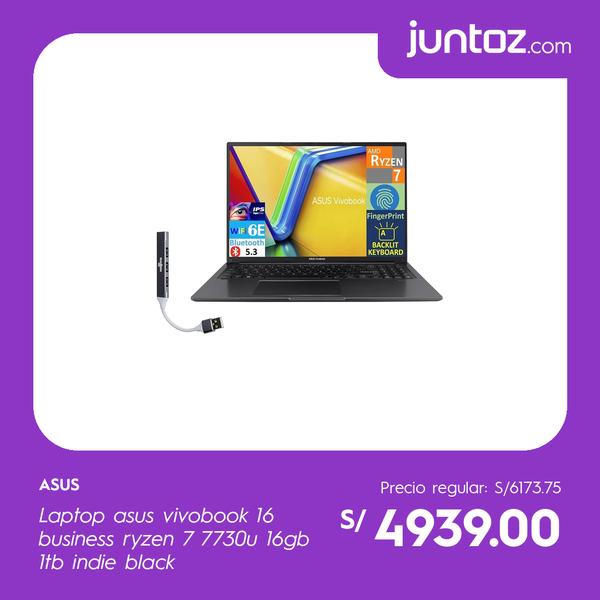 juntoz.com
AMD
RYZEN
7
ASUS Vivobook
IPS
WiFi 6E
Bluetooth
5.3
FingerPrint
A
BACKLIT
KEYBOARD
ASUS
Precio regular: S/6173.75
Laptop asus vivobook 16
business ryzen 7 7730u 16gb
1tb indie black
S/ 4939.00